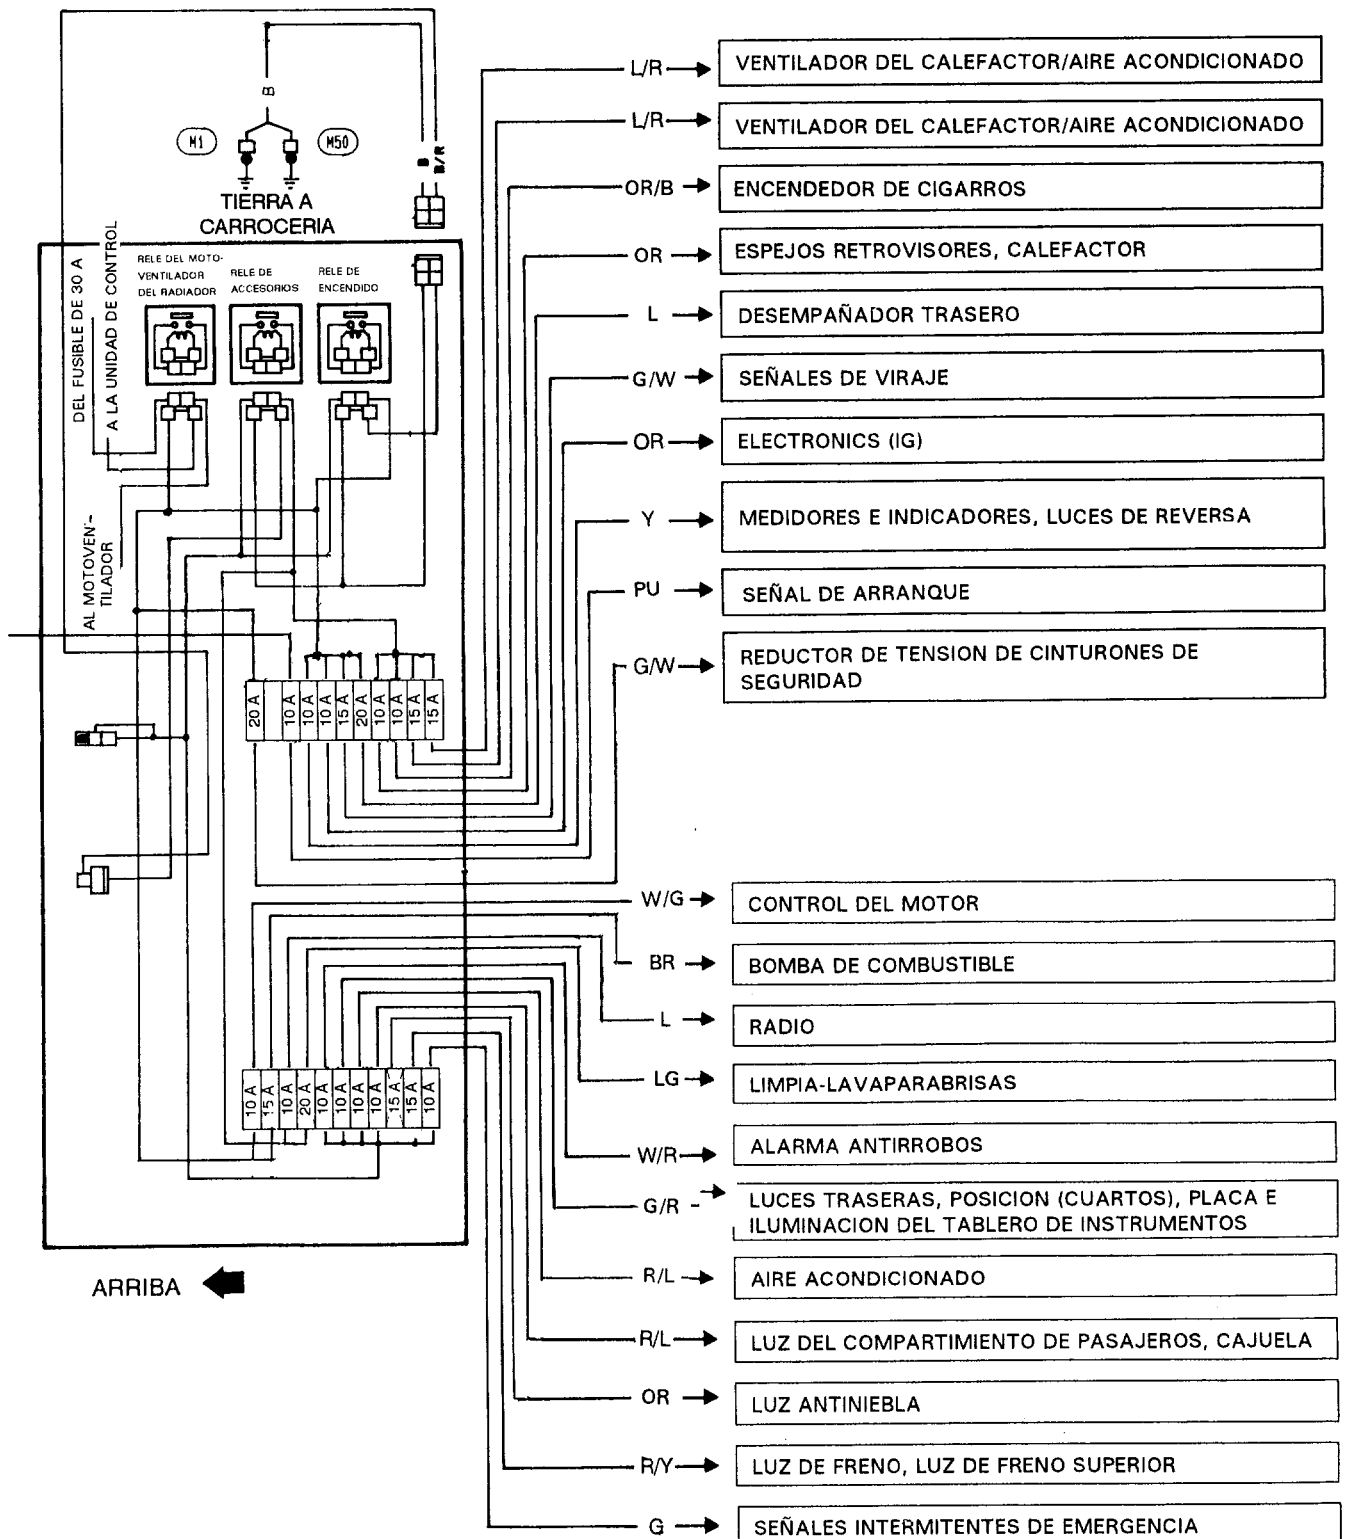 L/R VENTILADOR DEL CALEFACTOR/AIRE ACONDICIONADO
L/R VENTILADOR DEL CALEFACTOR/AIRE ACONDICIONADO
OR/B ENCENDEDOR DE CIGARROS
OR ESPEJOS RETROVISORES, CALEFACTOR
L DESEMPAÑADOR TRASERO
G/W SEÑALES DE VIRAJE
OR ELECTRONICS (IG)
Y MEDIDORES E INDICADORES, LUCES DE REVERSA
PU SEÑAL DE ARRANQUE
G/W REDUCTOR DE TENSION DE CINTURONES DE
SEGURIDAD
B
M1
M50
B
B/R
TIERRA A
CARROCERIA
DEL FUSIBLE DE 30 A
A LA UNIDAD DE CONTROL
RELE DEL MOTO-
VENTILADOR
DEL RADIADOR
RELE DE
ACCESORIOS
RELE DE
ENCENDIDO
AL MOTOVEN-
TILADOR
20 A
10 A
10 A
10 A
15 A
20 A
10 A
10 A
15 A
15 A
W/G CONTROL DEL MOTOR
BR BOMBA DE COMBUSTIBLE
L RADIO
LG LIMPIA-LAVAPARABRISAS
W/R ALARMA ANTIRROBOS
G/R LUCES TRASERAS, POSICION (CUARTOS), PLACA E
ILUMINACION DEL TABLERO DE INSTRUMENTOS
R/L AIRE ACONDICIONADO
R/L LUZ DEL COMPARTIMIENTO DE PASAJEROS, CAJUELA
OR LUZ ANTINIEBLA
R/Y LUZ DE FRENO, LUZ DE FRENO SUPERIOR
G SEÑALES INTERMITENTES DE EMERGENCIA
10 A
15 A
10 A
20 A
10 A
10 A
10 A
10 A
15 A
15 A
10 A
ARRIBA